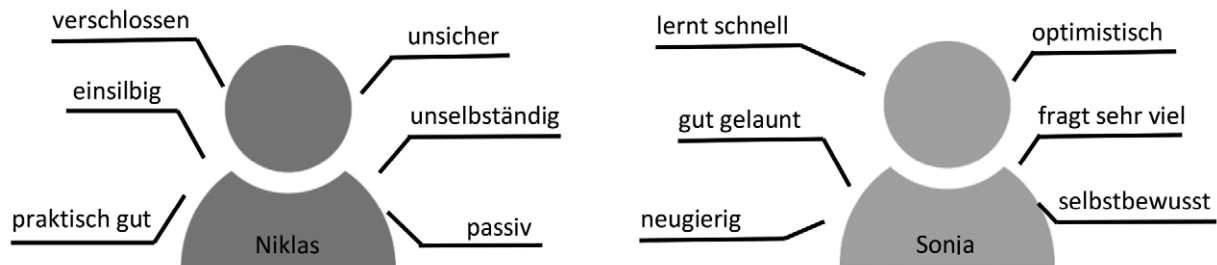 verschlossen
unsicher
einsilbig
unselbständig
praktisch gut
passiv
Niklas
lernt schnell
optimistisch
gut gelaunt
fragt sehr viel
neugierig
selbstbewusst
Sonja